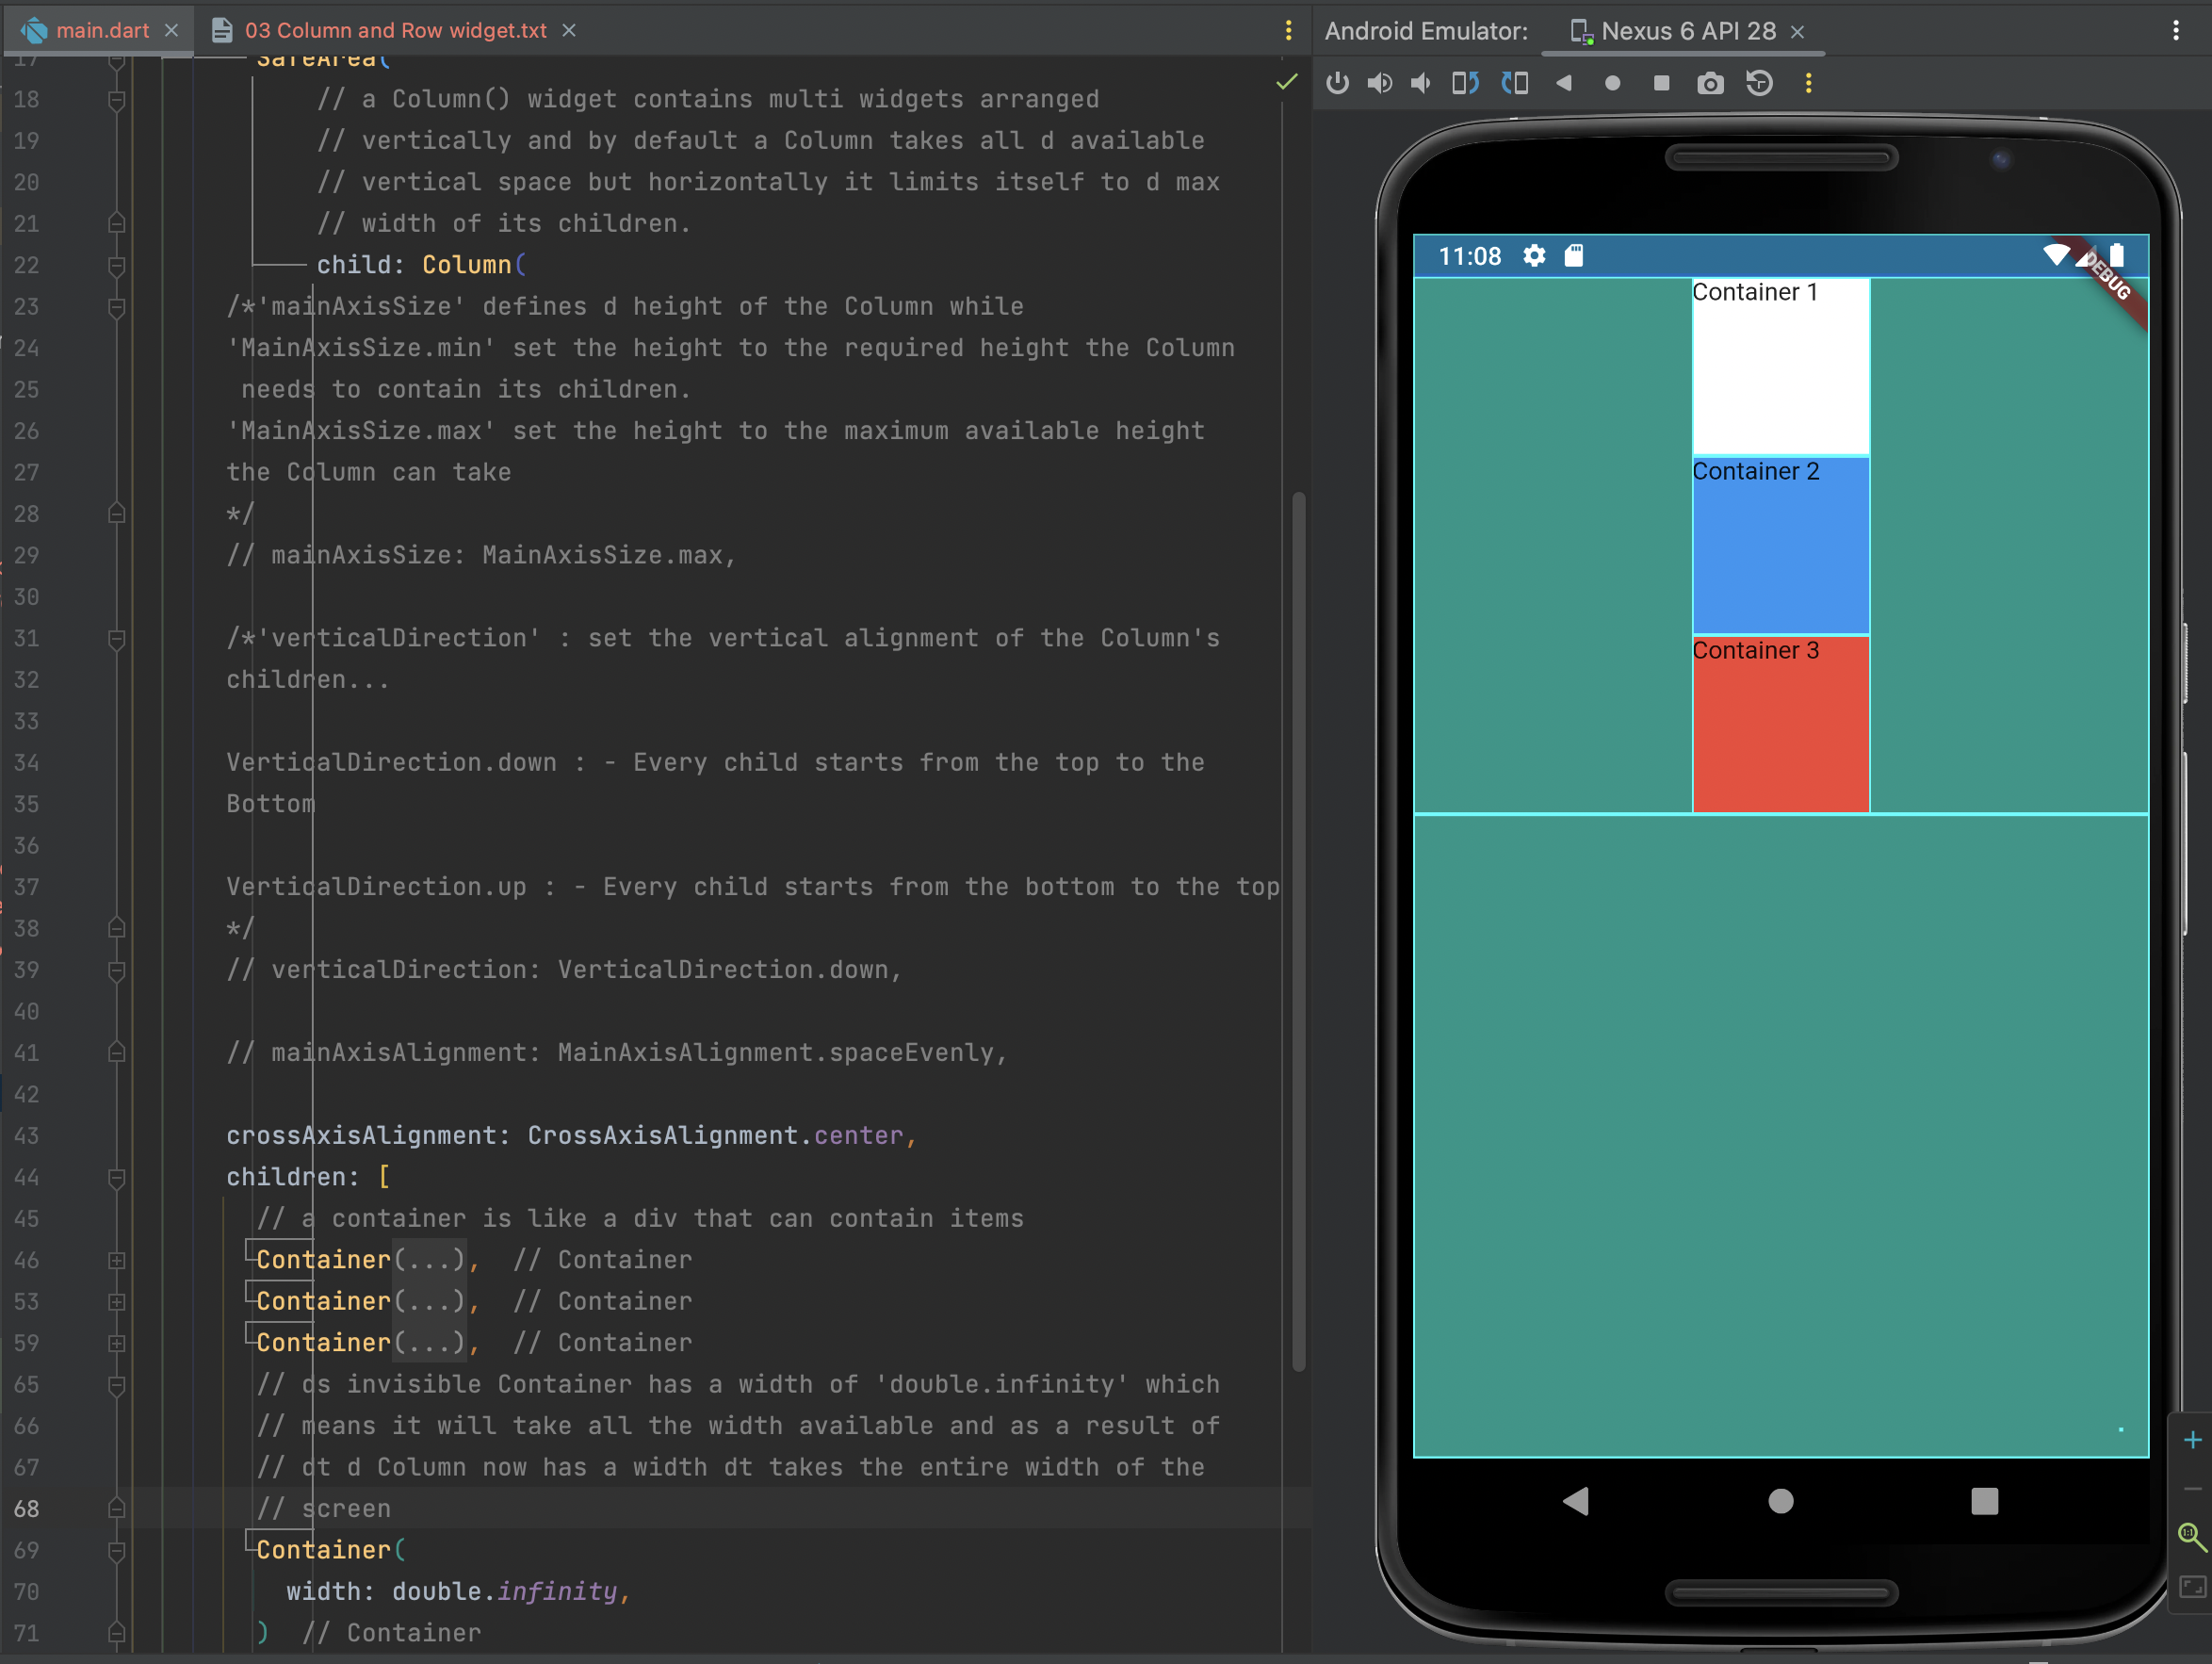 main.dart
03 Column and Row widget.txt
Android Emulator:
Nexus 6 API 28
17 SafeArea(
18 // a Column() widget contains multi widgets arranged
19 // vertically and by default a Column takes all d available
20 // vertical space but horizontally it limits itself to d max
21 // width of its children.
22 child: Column(
23 /*'mainAxisSize' defines d height of the Column while
24 'MainAxisSize.min' set the height to the required height the Column
25 needs to contain its children.
26 'MainAxisSize.max' set the height to the maximum available height
27 the Column can take
28 */
29 // mainAxisSize: MainAxisSize.max,
30
31 /*'verticalDirection' : set the vertical alignment of the Column's
32 children...
33
34 VerticalDirection.down : - Every child starts from the top to the
35 Bottom
36
37 VerticalDirection.up : - Every child starts from the bottom to the top
38 */
39 // verticalDirection: VerticalDirection.down,
40
41 // mainAxisAlignment: MainAxisAlignment.spaceEvenly,
42
43 crossAxisAlignment: CrossAxisAlignment.center,
44 children: [
45 // a container is like a div that can contain items
46 Container(...), // Container
53 Container(...), // Container
59 Container(...), // Container
65 // ds invisible Container has a width of 'double.infinity' which
66 // means it will take all the width available and as a result of
67 // dt d Column now has a width dt takes the entire width of the
68 // screen
69 Container(
70 width: double.infinity,
71 ) // Container
11:08
DEBUG
Container 1
Container 2
Container 3
1:1